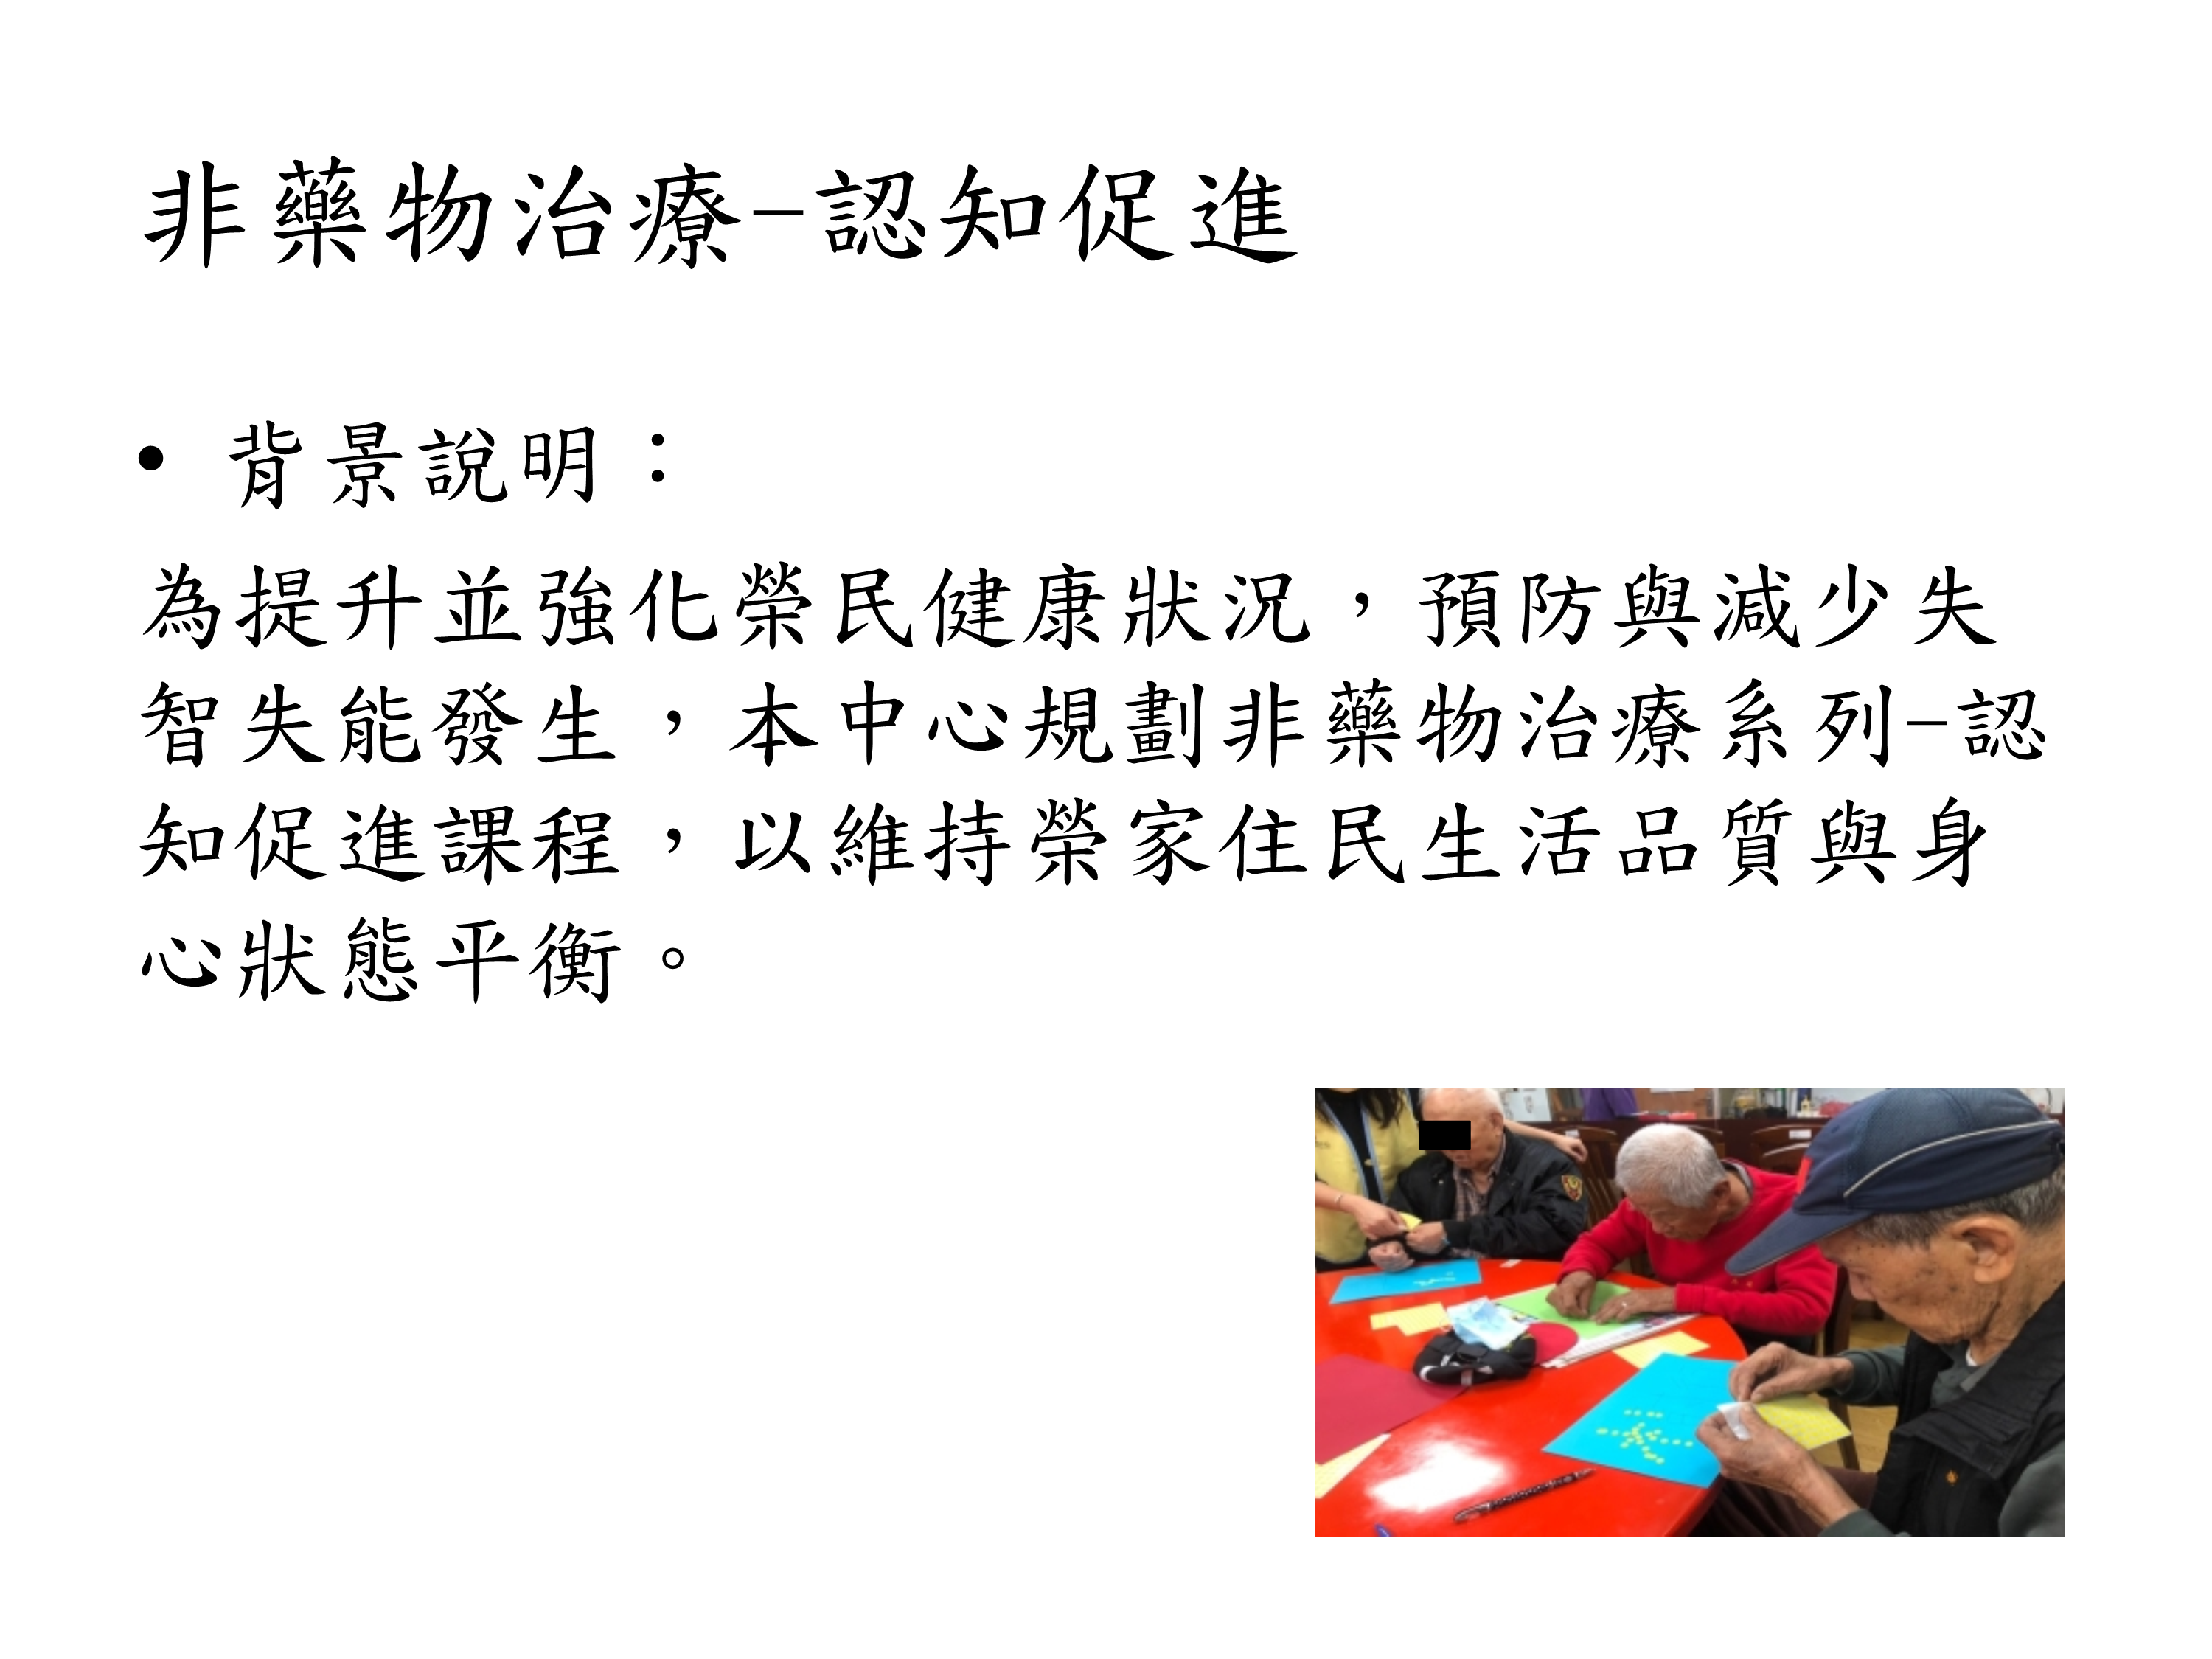 非藥物治療-認知促進
• 背景說明：
為提升並強化榮民健康狀況，預防與減少失
智失能發生，本中心規劃非藥物治療系列-認
知促進課程，以維持榮家住民生活品質與身
心狀態平衡。